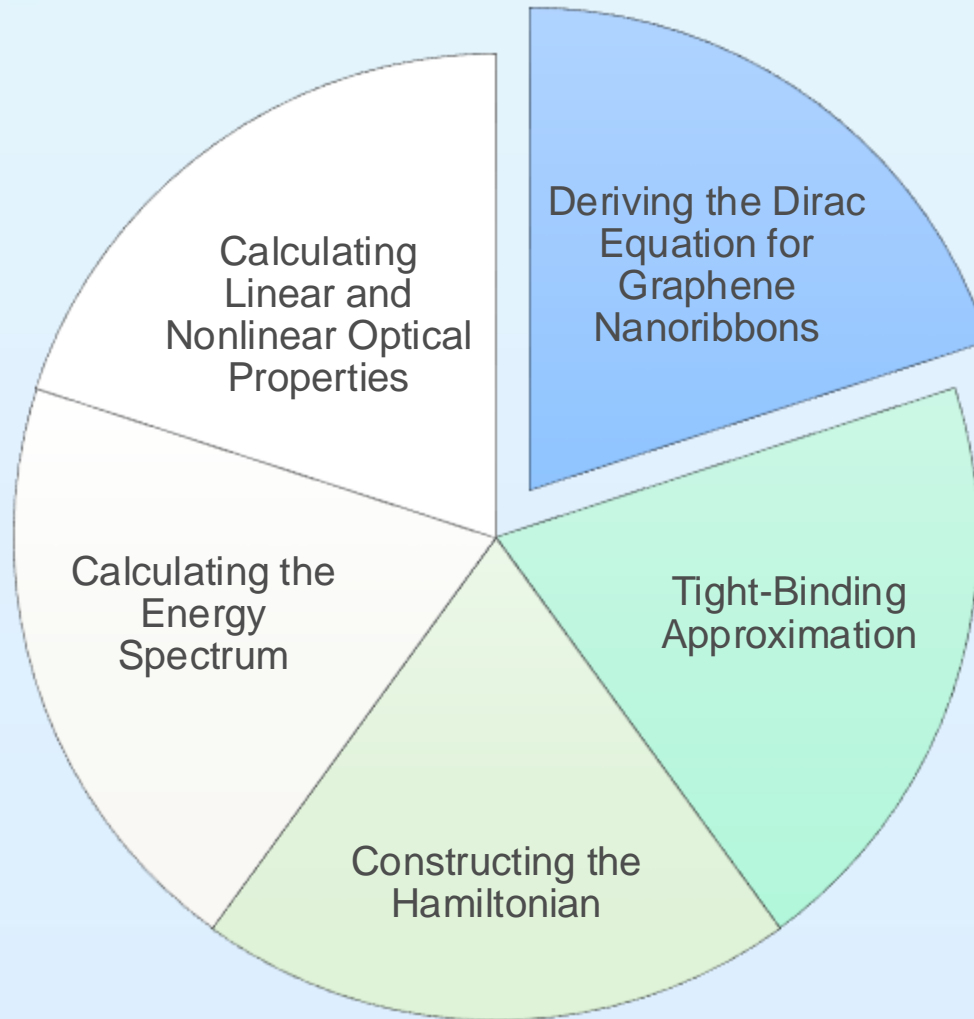 Deriving the Dirac
Equation for
Graphene
Nanoribbons
Tight-Binding
Approximation
Constructing the
Hamiltonian
Calculating the
Energy
Spectrum
Calculating
Linear and
Nonlinear Optical
Properties